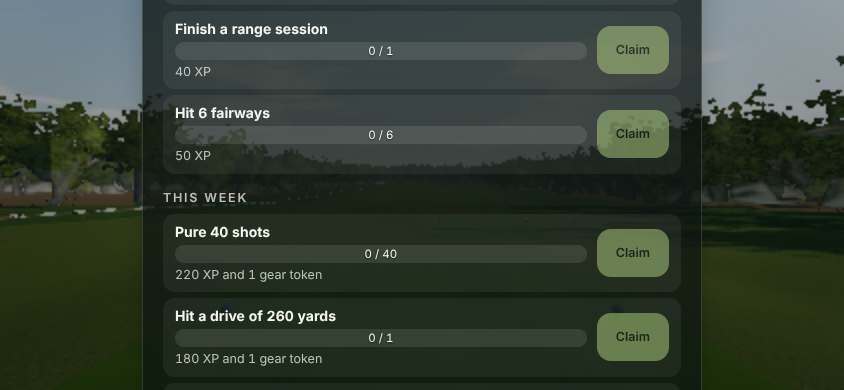 Finish a range session
0 / 1
Claim
40 XP
Hit 6 fairways
0 / 6
Claim
50 XP
THIS WEEK
Pure 40 shots
0 / 40
Claim
220 XP and 1 gear token
Hit a drive of 260 yards
0 / 1
Claim
180 XP and 1 gear token